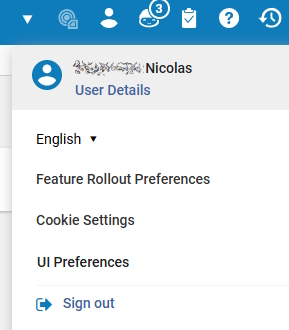 3
Nicolas
User Details
English
Feature Rollout Preferences
Cookie Settings
UI Preferences
Sign out